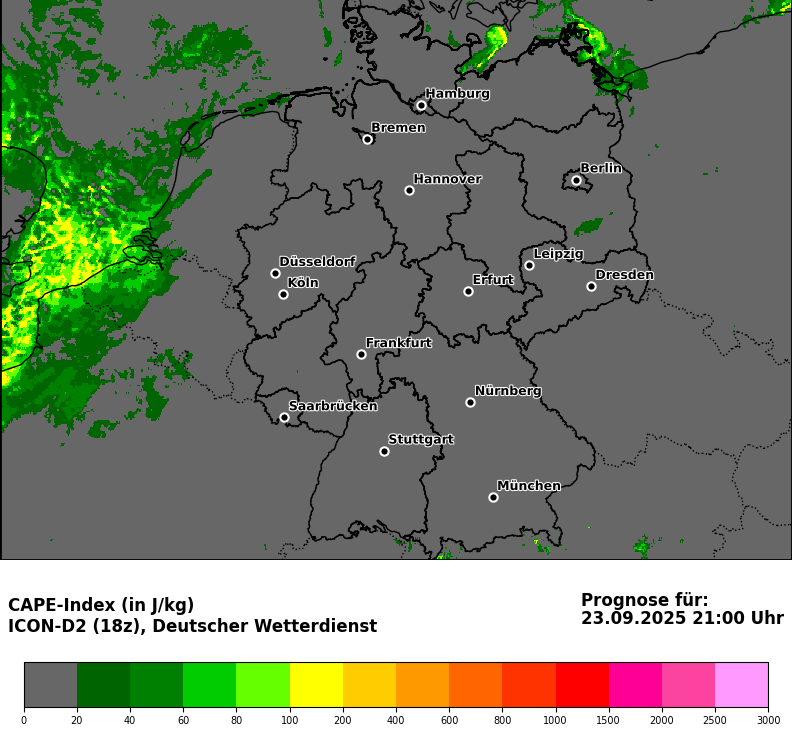 Hamburg
Bremen
Berlin
Hannover
Leipzig
Düsseldorf
Dresden
Köln
Erfurt
Frankfurt
Nürnberg
Saarbrücken
Stuttgart
München
CAPE-Index (in J/kg)
ICON-D2 (18z), Deutscher Wetterdienst
Prognose für:
23.09.2025 21:00 Uhr
0 20 40 60 80 100 200 400 600 800 1000 1500 2000 2500 3000